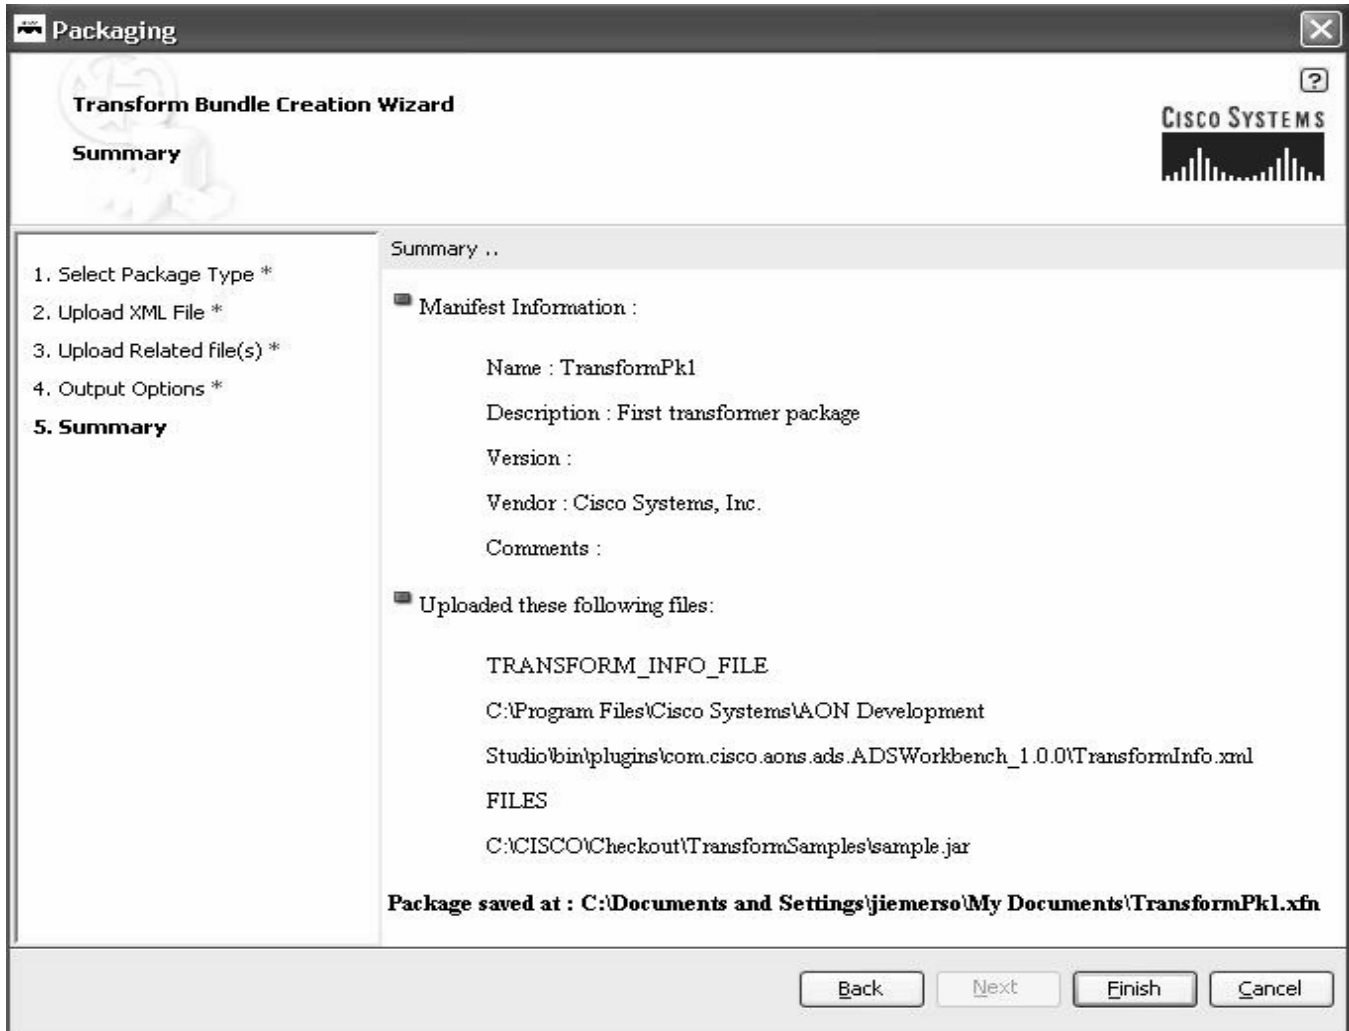 Packaging
Transform Bundle Creation Wizard
Summary
?
CISCO SYSTEMS
1. Select Package Type *
2. Upload XML File *
3. Upload Related file(s) *
4. Output Options *
5. Summary
Summary ..
Manifest Information :
Name : TransformPk1
Description : First transformer package
Version :
Vendor : Cisco Systems, Inc.
Comments :
Uploaded these following files:
TRANSFORM_INFO_FILE
C:\Program Files\Cisco Systems\AON Development
Studio\bin\plugins\com.cisco.aons.ads.ADSWorkbench_1.0.0\TransformInfo.xml
FILES
C:\CISCO\Checkout\TransformSamples\sample.jar
Package saved at : C:\Documents and Settings\jiemerso\My Documents\TransformPk1.xfn
Back
Next
Finish
Cancel